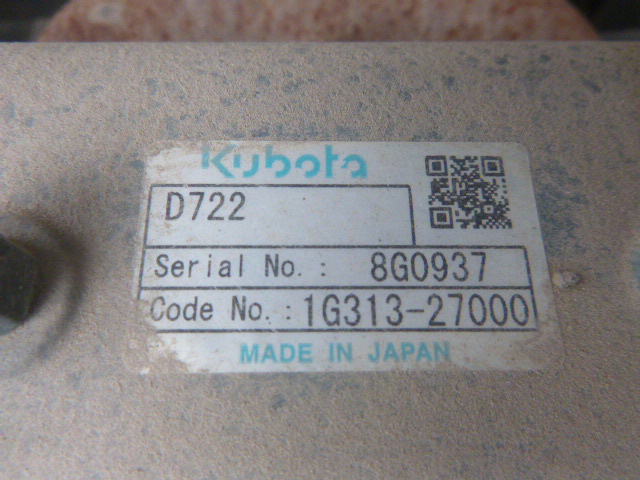 Kubota
D722
Serial No.: 8G0937
Code No.: 1G313-27000
MADE IN JAPAN